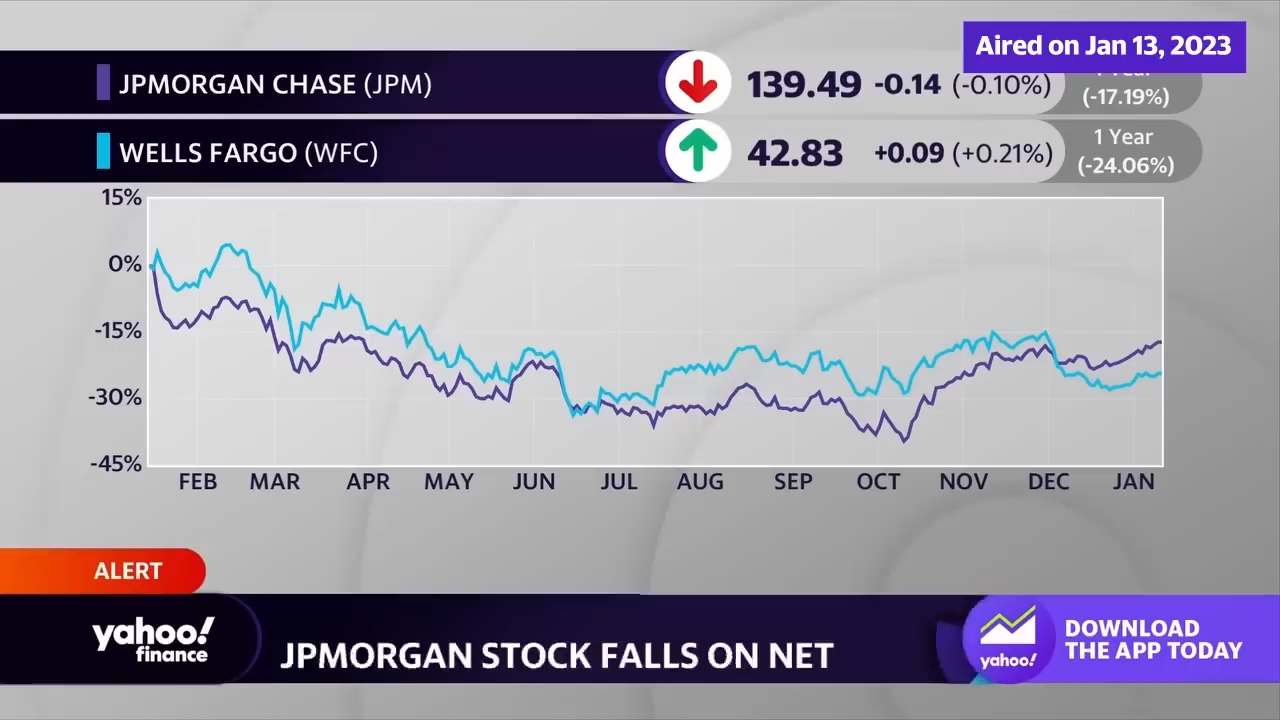 Aired on Jan 13, 2023
JPMORGAN CHASE (JPM) 139.49 -0.14 (-0.10%) (-17.19%)
WELLS FARGO (WFC) 42.83 +0.09 (+0.21%) 1 Year (-24.06%)
15%
0%
-15%
-30%
-45%
FEB MAR APR MAY JUN JUL AUG SEP OCT NOV DEC JAN
ALERT
yahoo!
finance
JPMORGAN STOCK FALLS ON NET
yahoo!
DOWNLOAD
THE APP TODAY